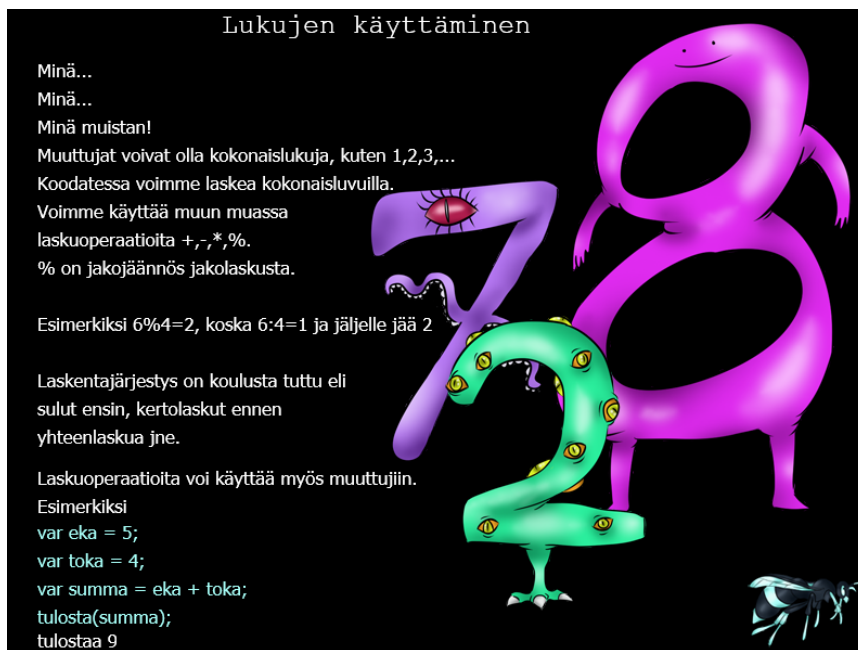 Lukujen käyttäminen
Minä...
Minä...
Minä muistan!
Muuttujat voivat olla kokonaislukuja, kuten 1,2,3,...
Koodatessa voimme laskea kokonaisluvuilla.
Voimme käyttää muun muassa
laskuoperaatioita +,-,*,%.
% on jakojäännös jakolaskusta.
Esimerkiksi 6%4=2, koska 6:4=1 ja jäljelle jää 2
Laskentajärjestys on koulusta tuttu eli
sulut ensin, kertolaskut ennen
yhteenlaskua jne.
Laskuoperaatioita voi käyttää myös muuttujiin.
Esimerkiksi
var eka = 5;
var toka = 4;
var summa = eka + toka;
tulosta(summa);
tulostaa 9
7
8
2